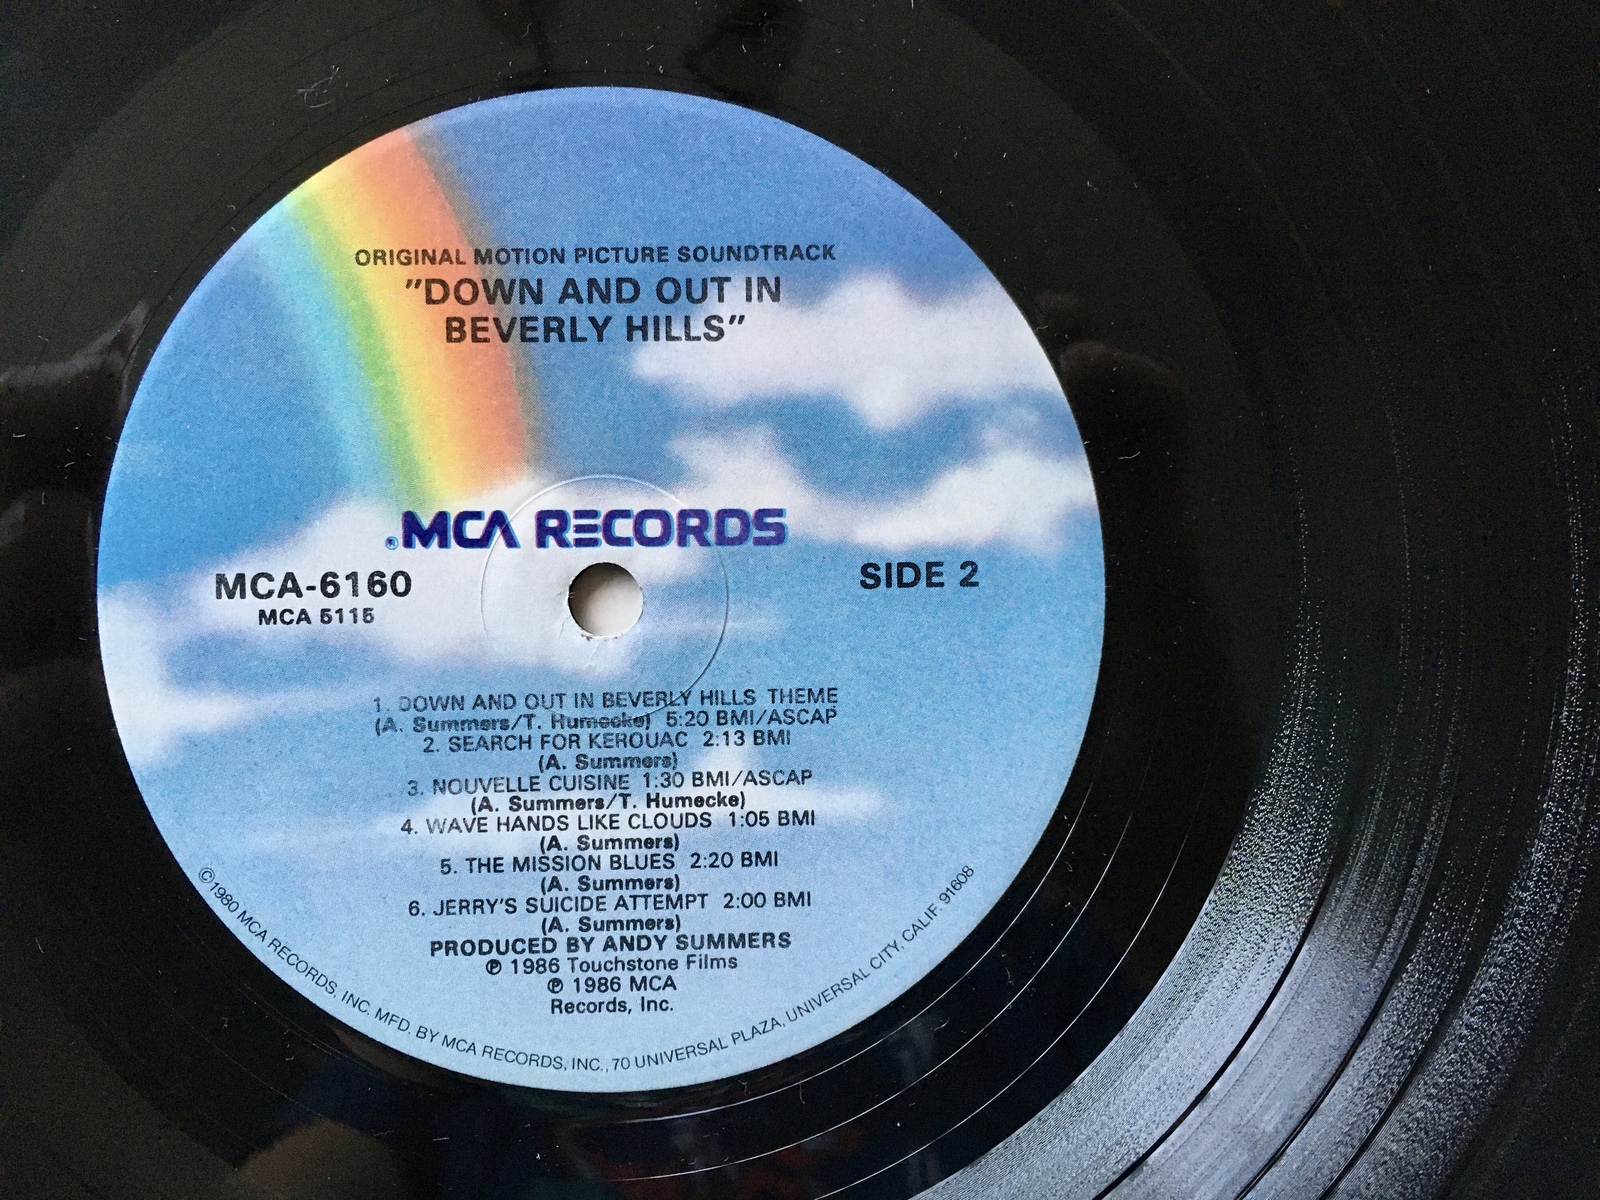 ORIGINAL MOTION PICTURE SOUNDTRACK
"DOWN AND OUT IN
BEVERLY HILLS"
®MCA RECORDS
MCA-6160
MCA 5115
SIDE 2
1. DOWN AND OUT IN BEVERLY HILLS THEME
(A. Summers/T. Humecke) 5:20 BMI/ASCAP
2. SEARCH FOR KEROUAC 2:13 BMI
(A. Summers)
3. NOUVELLE CUISINE 1:30 BMI/ASCAP
(A. Summers/T. Humecke)
4. WAVE HANDS LIKE CLOUDS 1:05 BMI
(A. Summers)
5. THE MISSION BLUES 2:20 BMI
(A. Summers)
6. JERRY'S SUICIDE ATTEMPT 2:00 BMI
(A. Summers)
PRODUCED BY ANDY SUMMERS
℗ 1986 Touchstone Films
℗ 1986 MCA
Records, Inc.
©1980 MCA RECORDS, INC. MFD. BY MCA RECORDS, INC., 70 UNIVERSAL PLAZA, UNIVERSAL CITY, CALIF. 91608